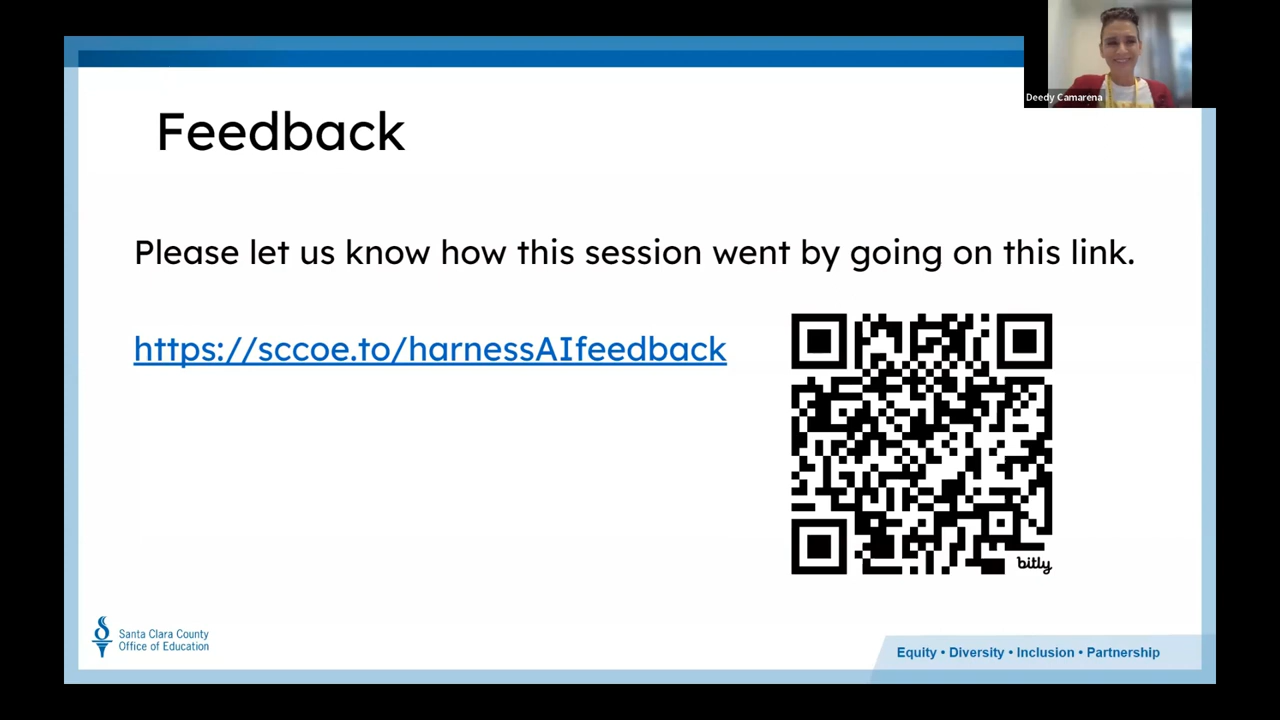 Deedy Camarena
Feedback
Please let us know how this session went by going on this link.
https://sccoe.to/harnessAIfeedback
bitly
Santa Clara County
Office of Education
Equity • Diversity • Inclusion • Partnership